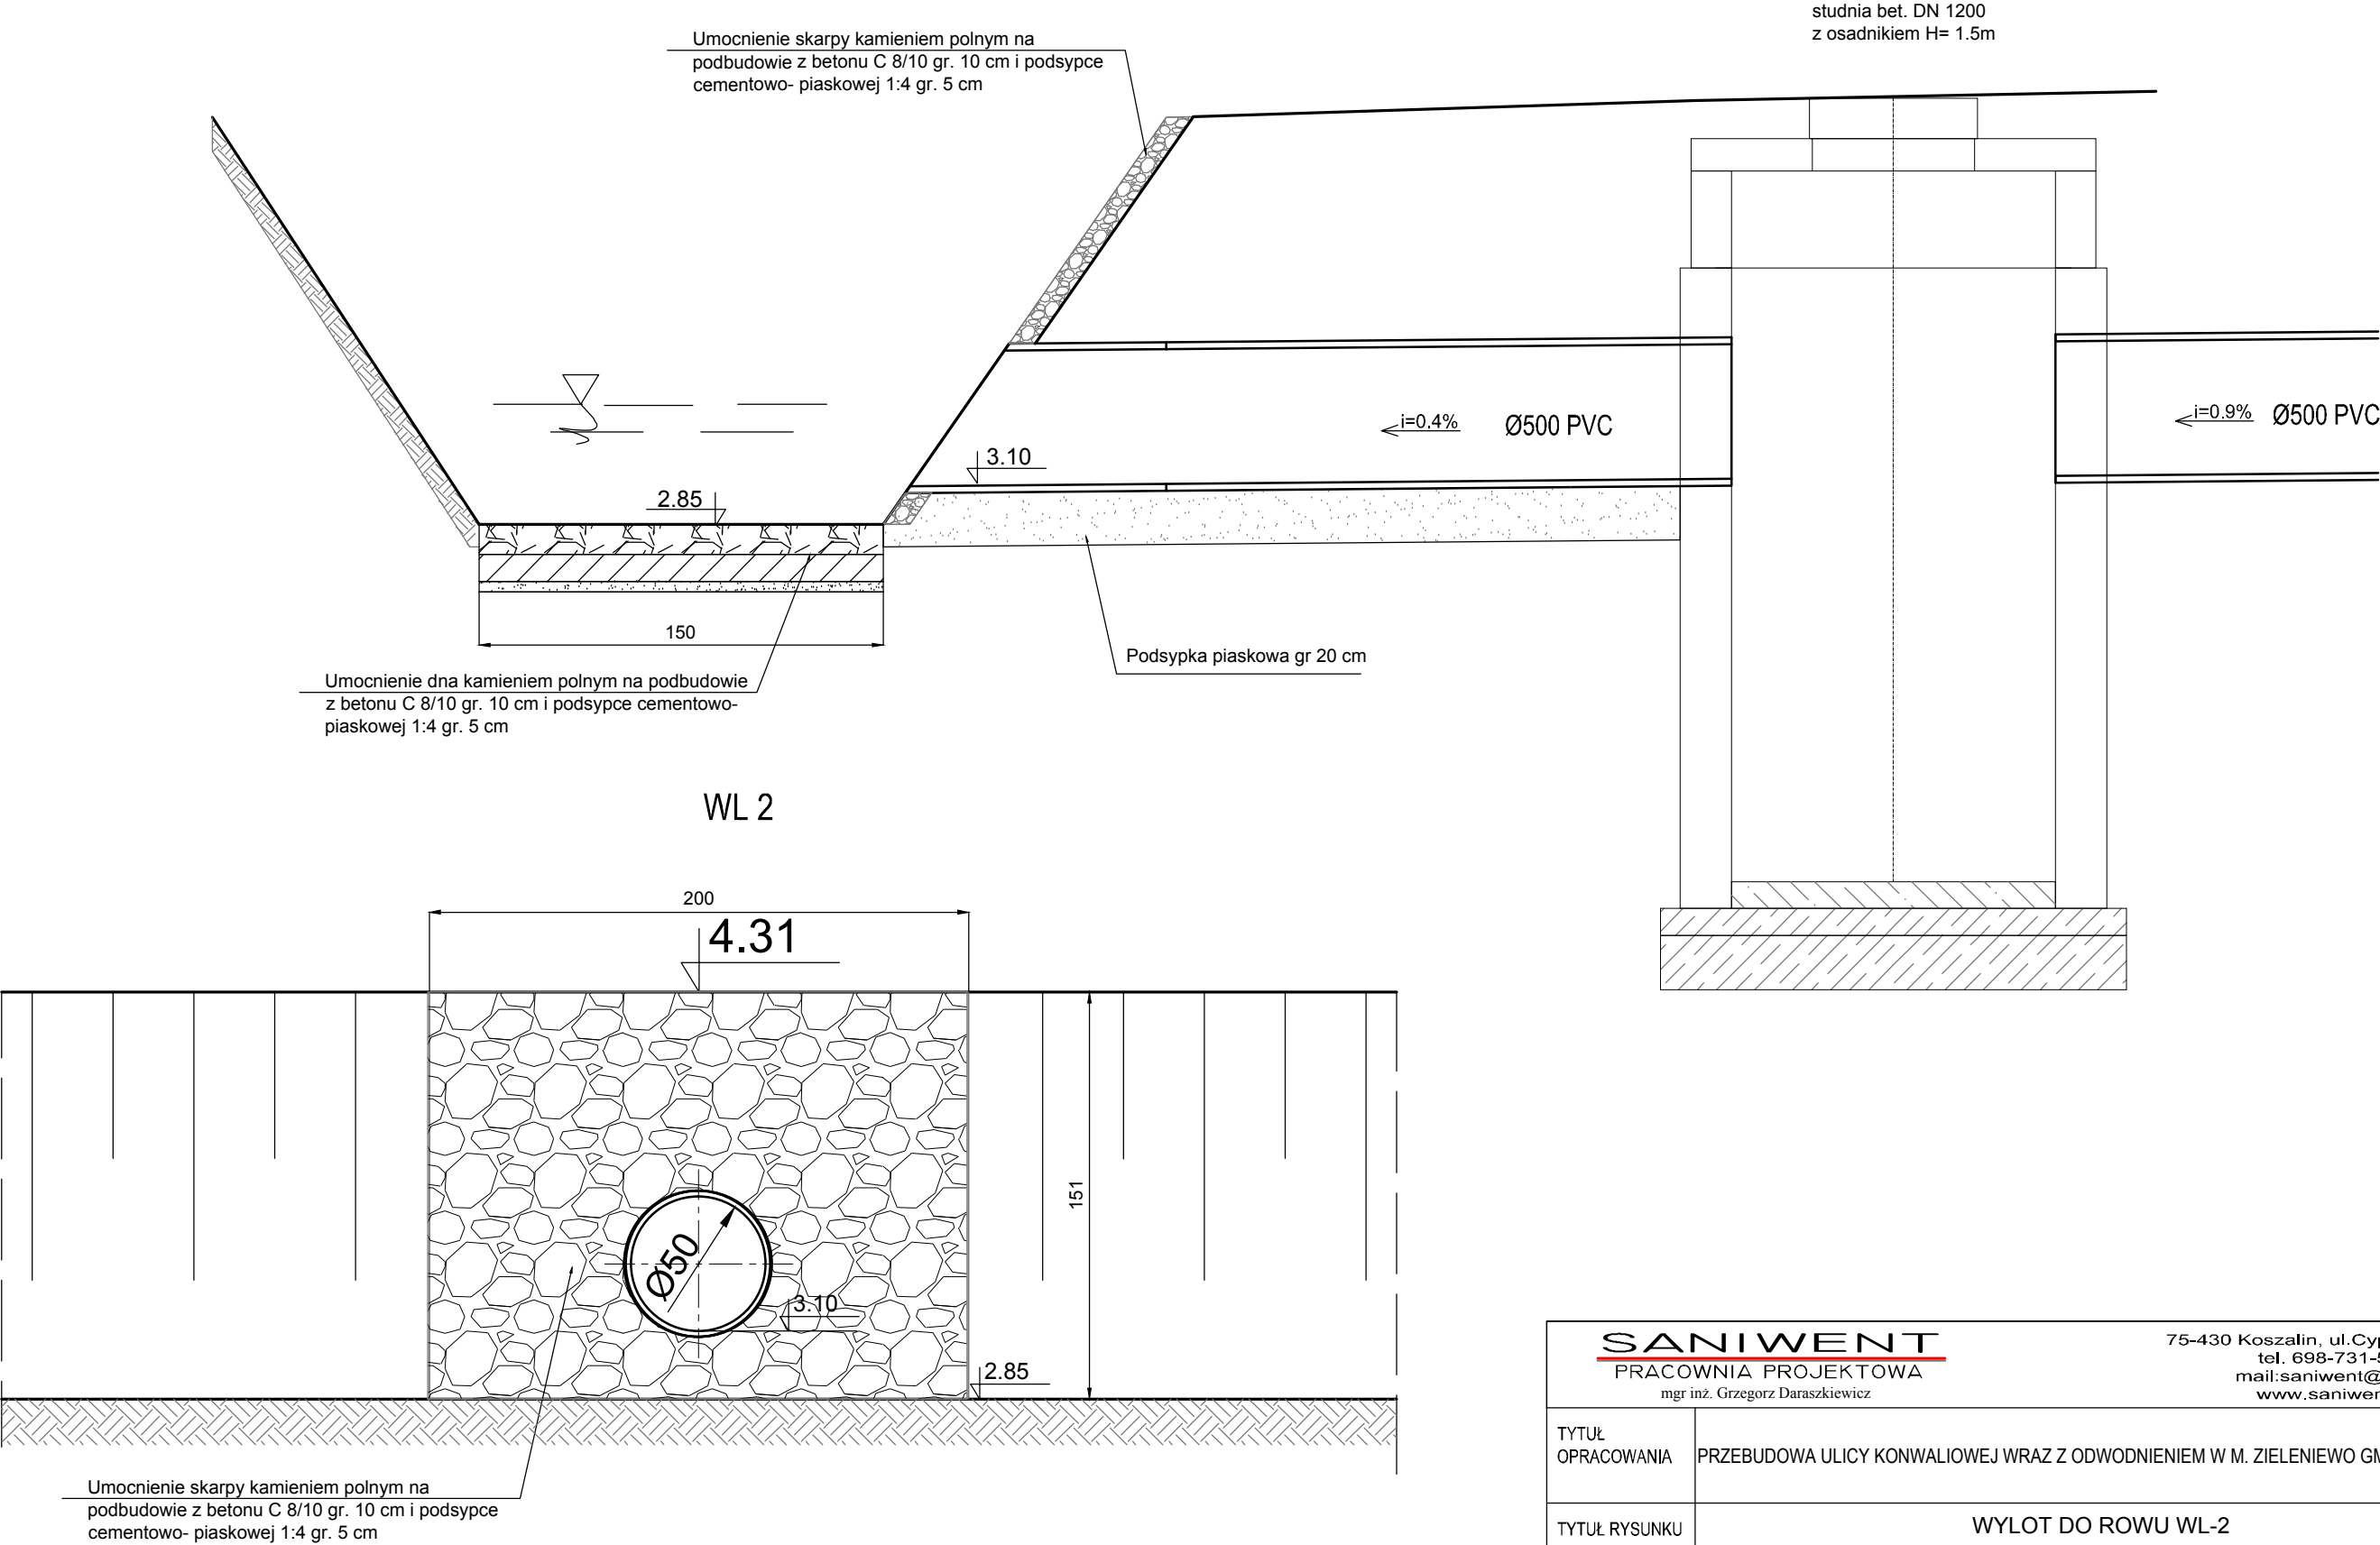 studnia bet. DN 1200
z osadnikiem H= 1.5m
Umocnienie skarpy kamieniem polnym na
podbudowie z betonu C 8/10 gr. 10 cm i podsypce
cementowo- piaskowej 1:4 gr. 5 cm
i=0.4%
Ø500 PVC
i=0.9%
Ø500 PVC
3.10
2.85
150
Podsypka piaskowa gr 20 cm
Umocnienie dna kamieniem polnym na podbudowie
z betonu C 8/10 gr. 10 cm i podsypce cementowo-
piaskowej 1:4 gr. 5 cm
WL 2
200
4.31
151
Ø50
3.10
2.85
Umocnienie skarpy kamieniem polnym na
podbudowie z betonu C 8/10 gr. 10 cm i podsypce
cementowo- piaskowej 1:4 gr. 5 cm
SANIWENT
PRACOWNIA PROJEKTOWA
mgr inż. Grzegorz Daraszkiewicz
75-430 Koszalin, ul.Cyp
tel. 698-731-
mail:saniwent@
www.saniwen
TYTUŁ
OPRACOWANIA
PRZEBUDOWA ULICY KONWALIOWEJ WRAZ Z ODWODNIENIEM W M. ZIELENIEWO GM
TYTUŁ RYSUNKU
WYLOT DO ROWU WL-2